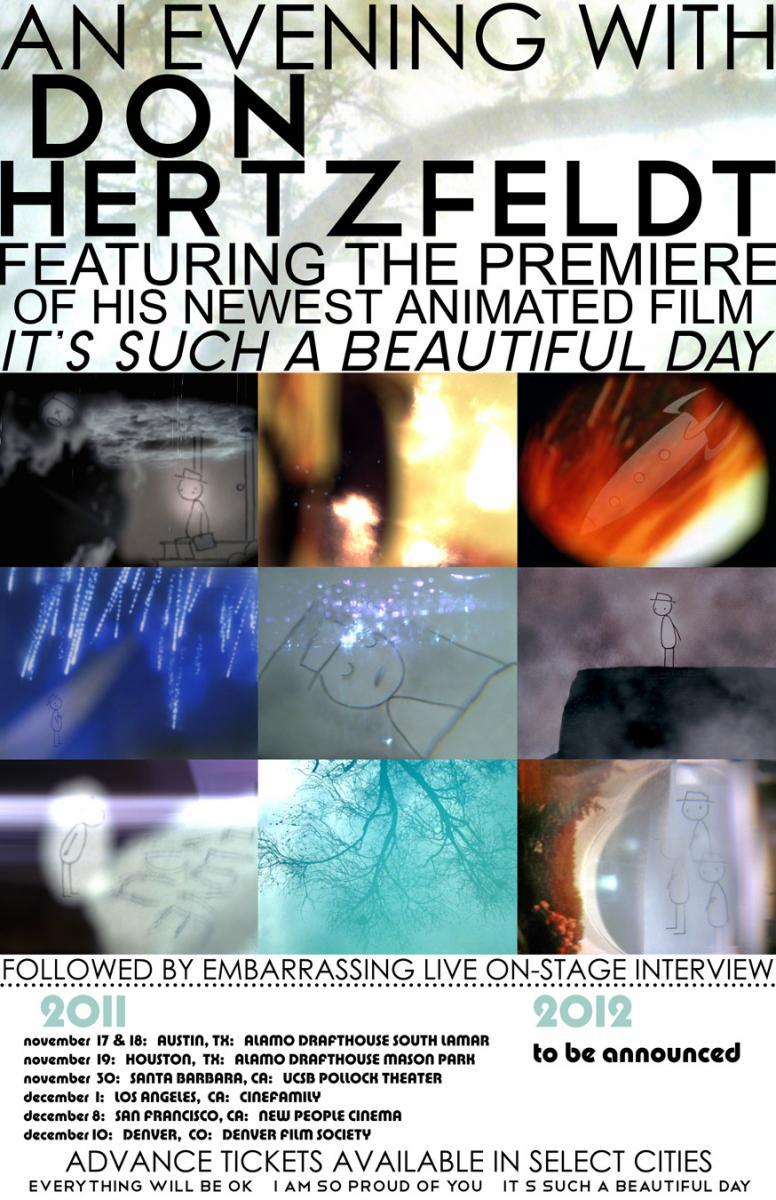 AN EVENING WITH
DON
HERTZFELDT
FEATURING THE PREMIERE
OF HIS NEWEST ANIMATED FILM
IT'S SUCH A BEAUTIFUL DAY
FOLLOWED BY EMBARRASSING LIVE ON-STAGE INTERVIEW
2011
november 17 & 18: AUSTIN, TX: ALAMO DRAFTHOUSE SOUTH LAMAR
november 19: HOUSTON, TX: ALAMO DRAFTHOUSE MASON PARK
november 30: SANTA BARBARA, CA: UCSB POLLOCK THEATER
december 1: LOS ANGELES, CA: CINEFAMILY
december 8: SAN FRANCISCO, CA: NEW PEOPLE CINEMA
december 10: DENVER, CO: DENVER FILM SOCIETY
2012
to be announced
ADVANCE TICKETS AVAILABLE IN SELECT CITIES
EVERYTHING WILL BE OK I AM SO PROUD OF YOU IT S SUCH A BEAUTIFUL DAY